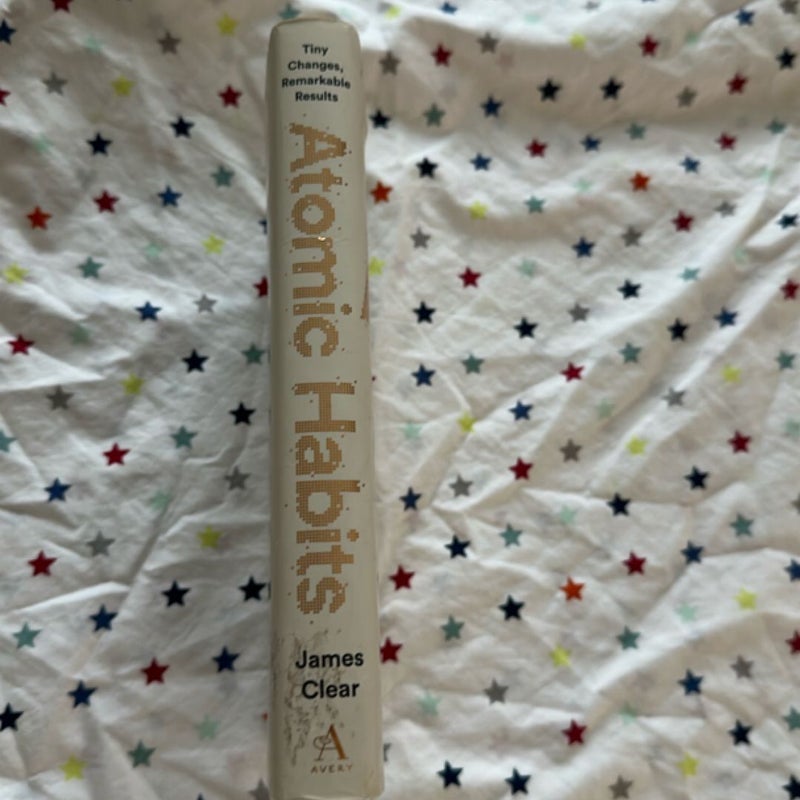 Tiny
Changes,
Remarkable
Results
Atomic Habits
James
Clear
A
AVERY